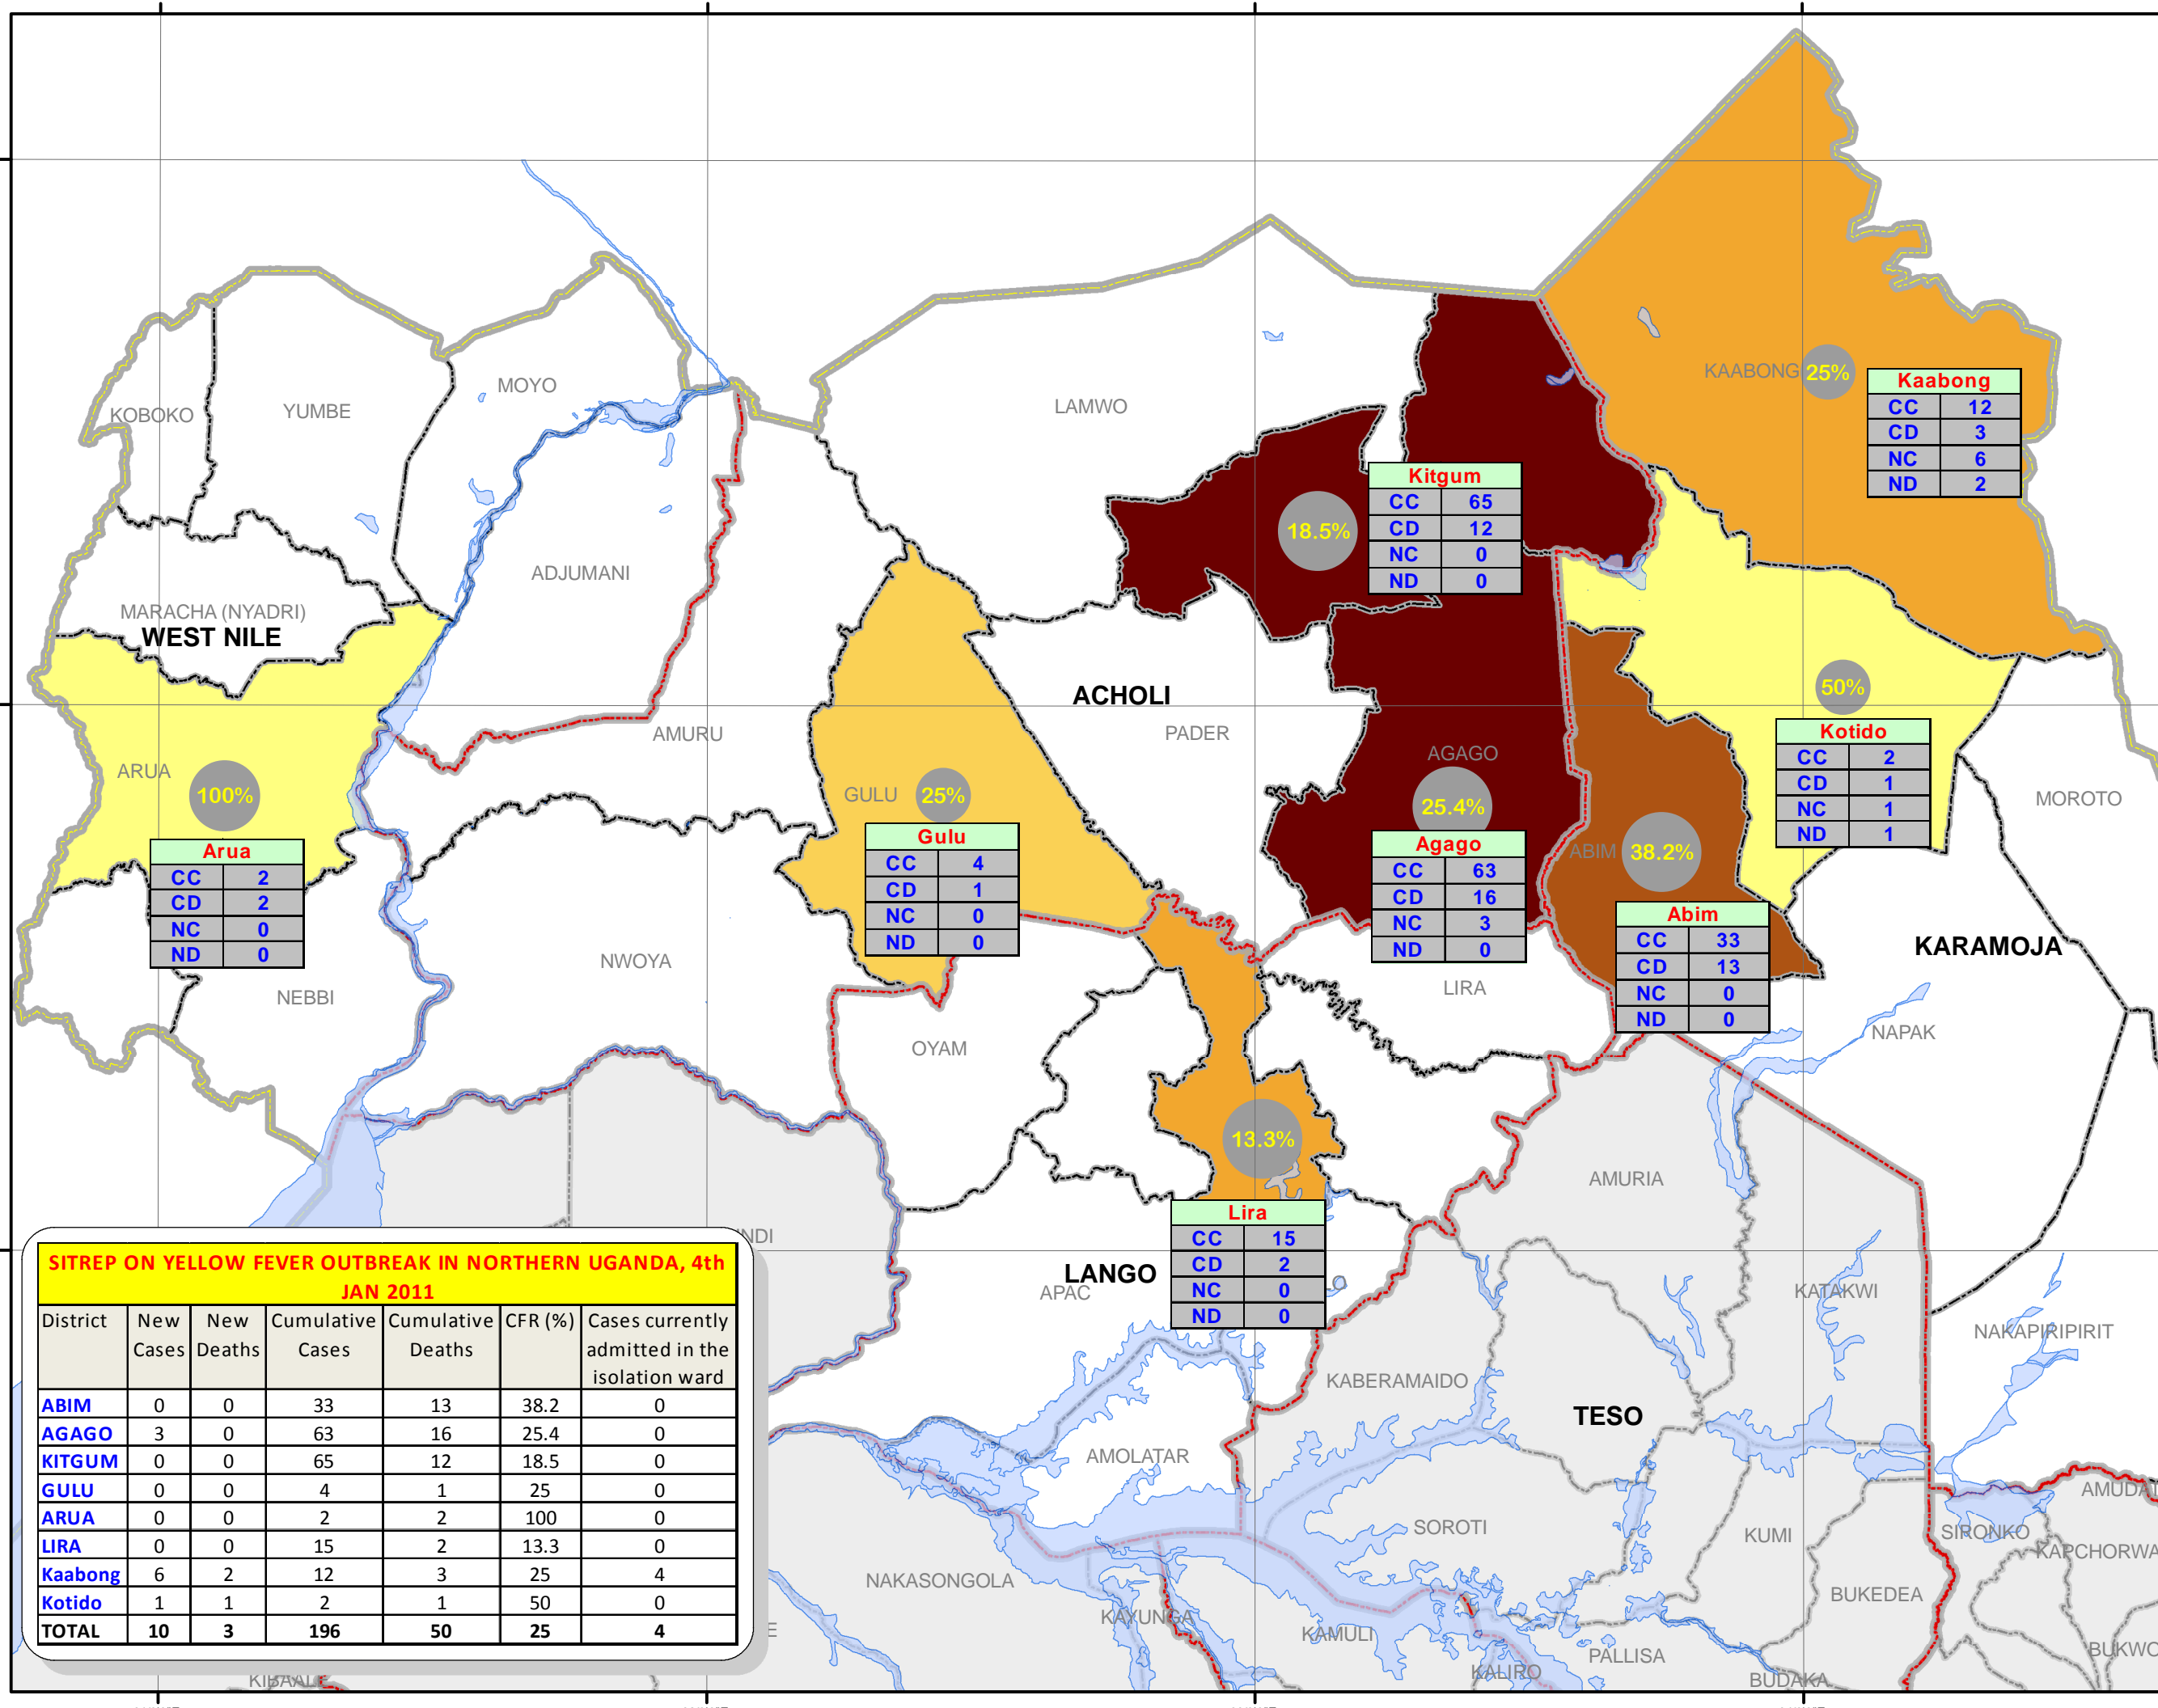 KAABONG 25%
Kaabong
CC 12
CD 3
NC 6
ND 2
MOYO
KOBOKO
YUMBE
LAMWO
Kitgum
CC 65
CD 12
NC 0
ND 0
18.5%
ADJUMANI
MARACHA (NYADRI)
WEST NILE
ACHOLI
50%
Kotido
CC 2
CD 1
NC 1
ND 1
AMURU
PADER
AGAGO
25.4%
Agago
CC 63
CD 16
NC 3
ND 0
ARUA
100%
Arua
CC 2
CD 2
NC 0
ND 0
GULU 25%
Gulu
CC 4
CD 1
NC 0
ND 0
MOROTO
ABIM 38.2%
Abim
CC 33
CD 13
NC 0
ND 0
KARAMOJA
NWOYA
NEBBI
LIRA
NAPAK
OYAM
13.3%
AMURIA
Lira
CC 15
CD 2
NC 0
ND 0
NDI
LANGO
APAC
KATAKWI
NAKAPIRIPIRIT
KABERAMAIDO
TESO
AMOLATAR
AMUDA
SOROTI
KUMI
SIRONKO
KAPCHORWA
NAKASONGOLA
BUKEDEA
KAYUNGA
KAMULI
PALLISA
BUKWO
KALIRO
BUDAKA
E
SITREP ON YELLOW FEVER OUTBREAK IN NORTHERN UGANDA, 4th
JAN 2011
District New Cases New Deaths Cumulative Cases Cumulative Deaths CFR (%) Cases currently admitted in the isolation ward
ABIM 0 0 33 13 38.2 0
AGAGO 3 0 63 16 25.4 0
KITGUM 0 0 65 12 18.5 0
GULU 0 0 4 1 25 0
ARUA 0 0 2 2 100 0
LIRA 0 0 15 2 13.3 0
Kaabong 6 2 12 3 25 4
Kotido 1 1 2 1 50 0
TOTAL 10 3 196 50 25 4